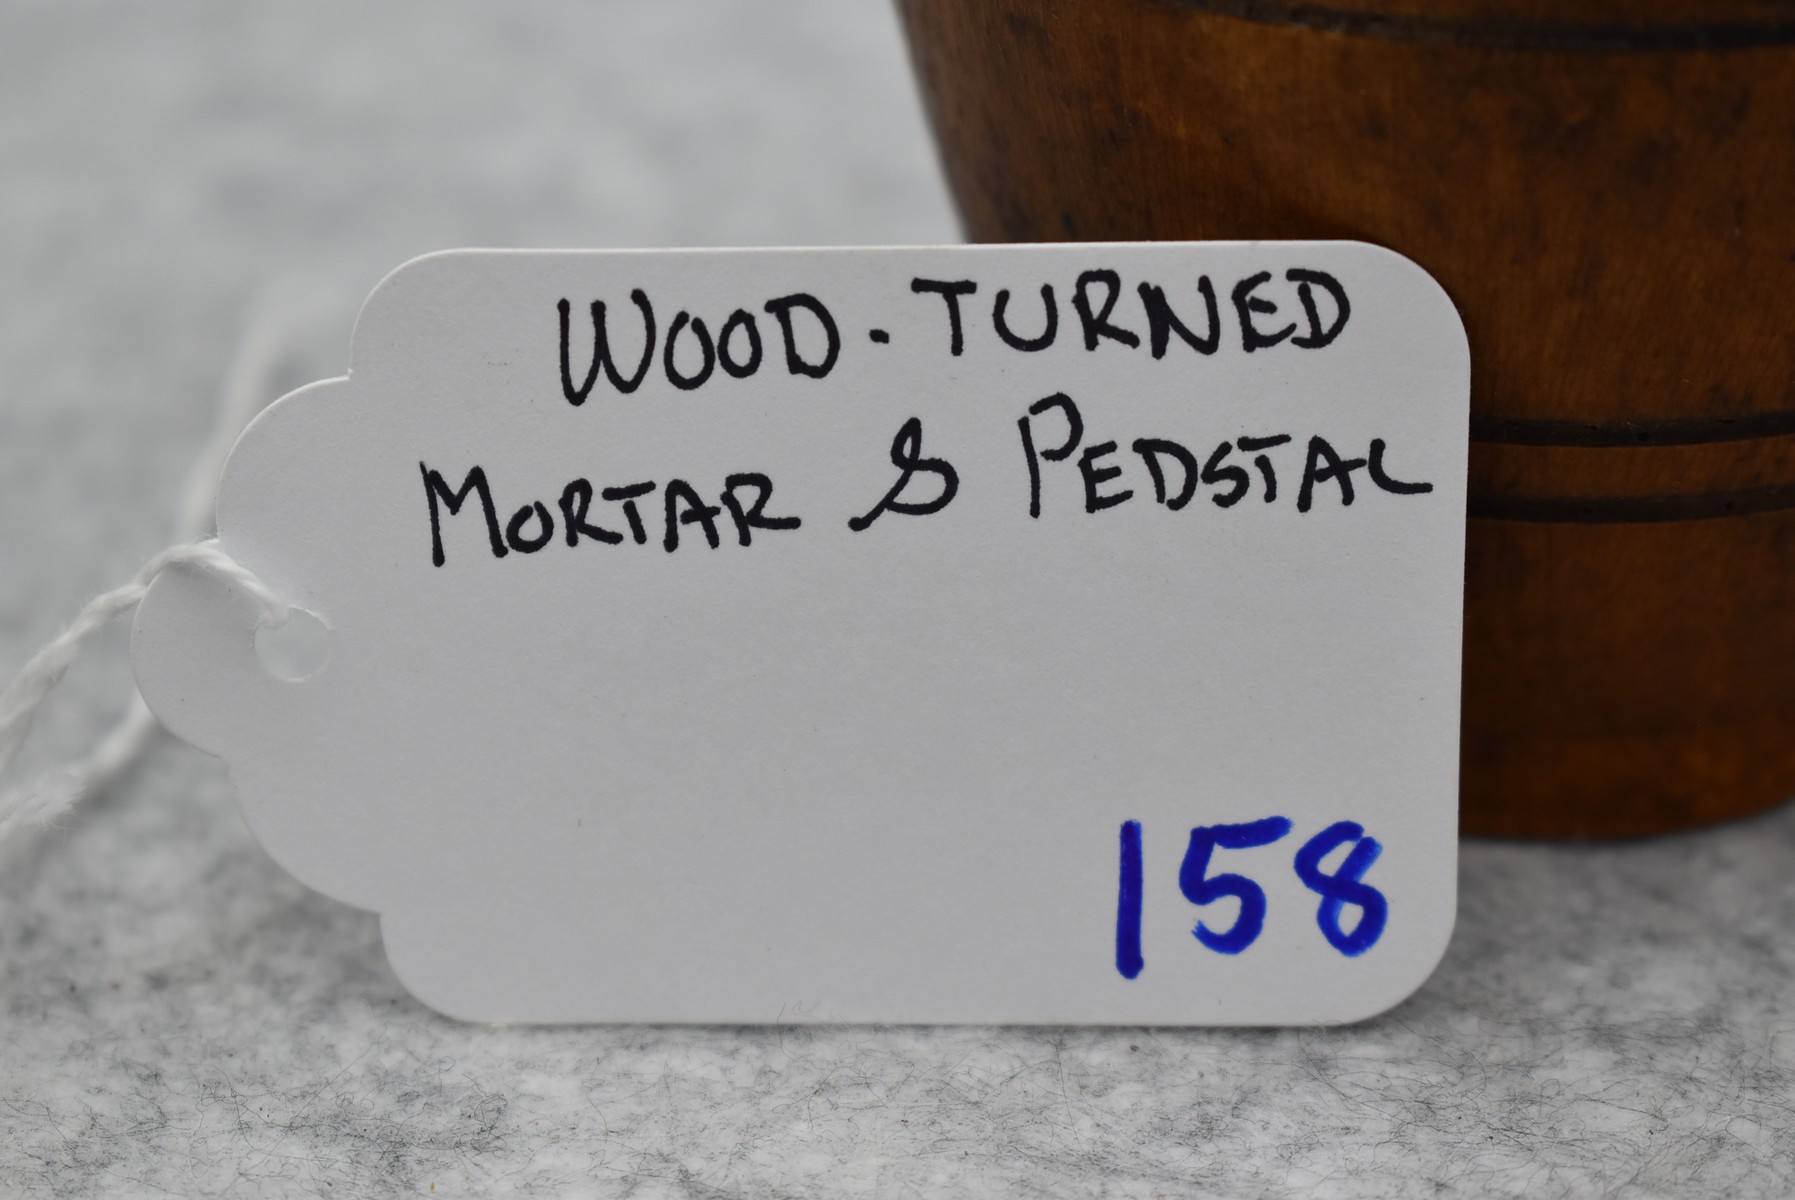 WOOD-TURNED
MORTAR & PEDSTAL
158